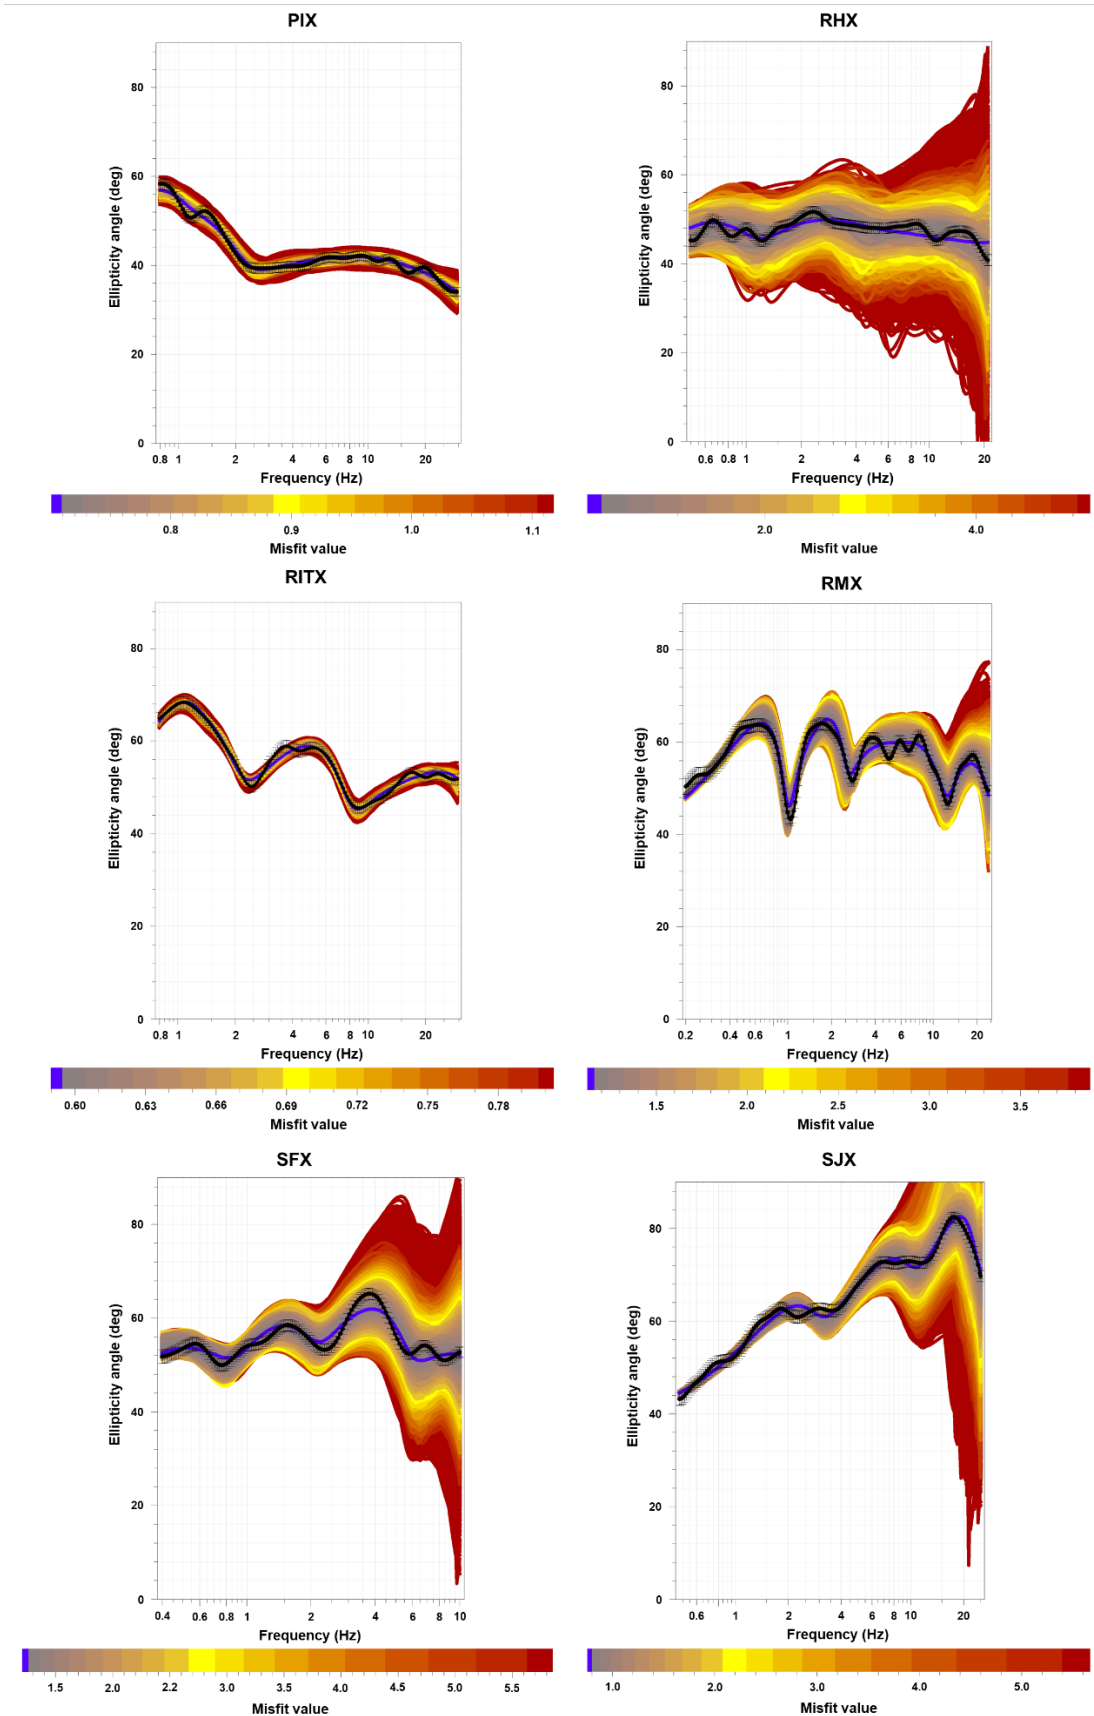 PIX
80
60
40
20
0
Ellipticity angle (deg)
0.8 1 2 4 6 8 10 20
Frequency (Hz)
0.8 0.9 1.0 1.1
Misfit value
RHX
80
60
40
20
0
Ellipticity angle (deg)
0.6 0.8 1 2 4 6 8 10 20
Frequency (Hz)
2.0 4.0
Misfit value
RITX
80
60
40
20
0
Ellipticity angle (deg)
0.8 1 2 4 6 8 10 20
Frequency (Hz)
0.60 0.63 0.66 0.69 0.72 0.75 0.78
Misfit value
RMX
80
60
40
20
0
Ellipticity angle (deg)
0.2 0.4 0.6 1 2 4 6 10 20
Frequency (Hz)
1.5 2.0 2.5 3.0 3.5
Misfit value
SFX
80
60
40
20
0
Ellipticity angle (deg)
0.4 0.6 0.8 1 2 4 6 8 10
Frequency (Hz)
1.5 2.0 2.2 3.0 3.5 4.0 4.5 5.0 5.5
Misfit value
SJX
80
60
40
20
0
Ellipticity angle (deg)
0.6 1 2 4 6 8 10 20
Frequency (Hz)
1.0 2.0 3.0 4.0 5.0
Misfit value